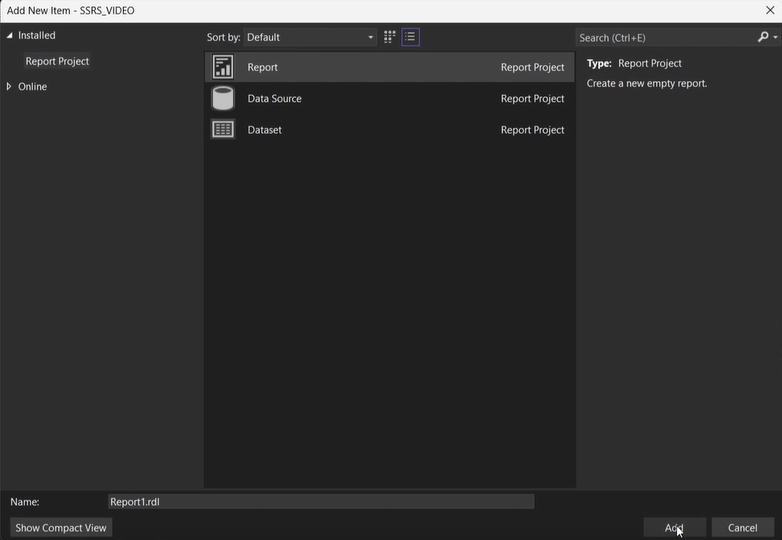 Add New Item - SSRS_VIDEO
Installed
Report Project
Online
Sort by: Default
Report Report Project
Data Source Report Project
Dataset Report Project
Search (Ctrl+E)
Type: Report Project
Create a new empty report.
Name: Report1.rdl
Show Compact View
Add
Cancel